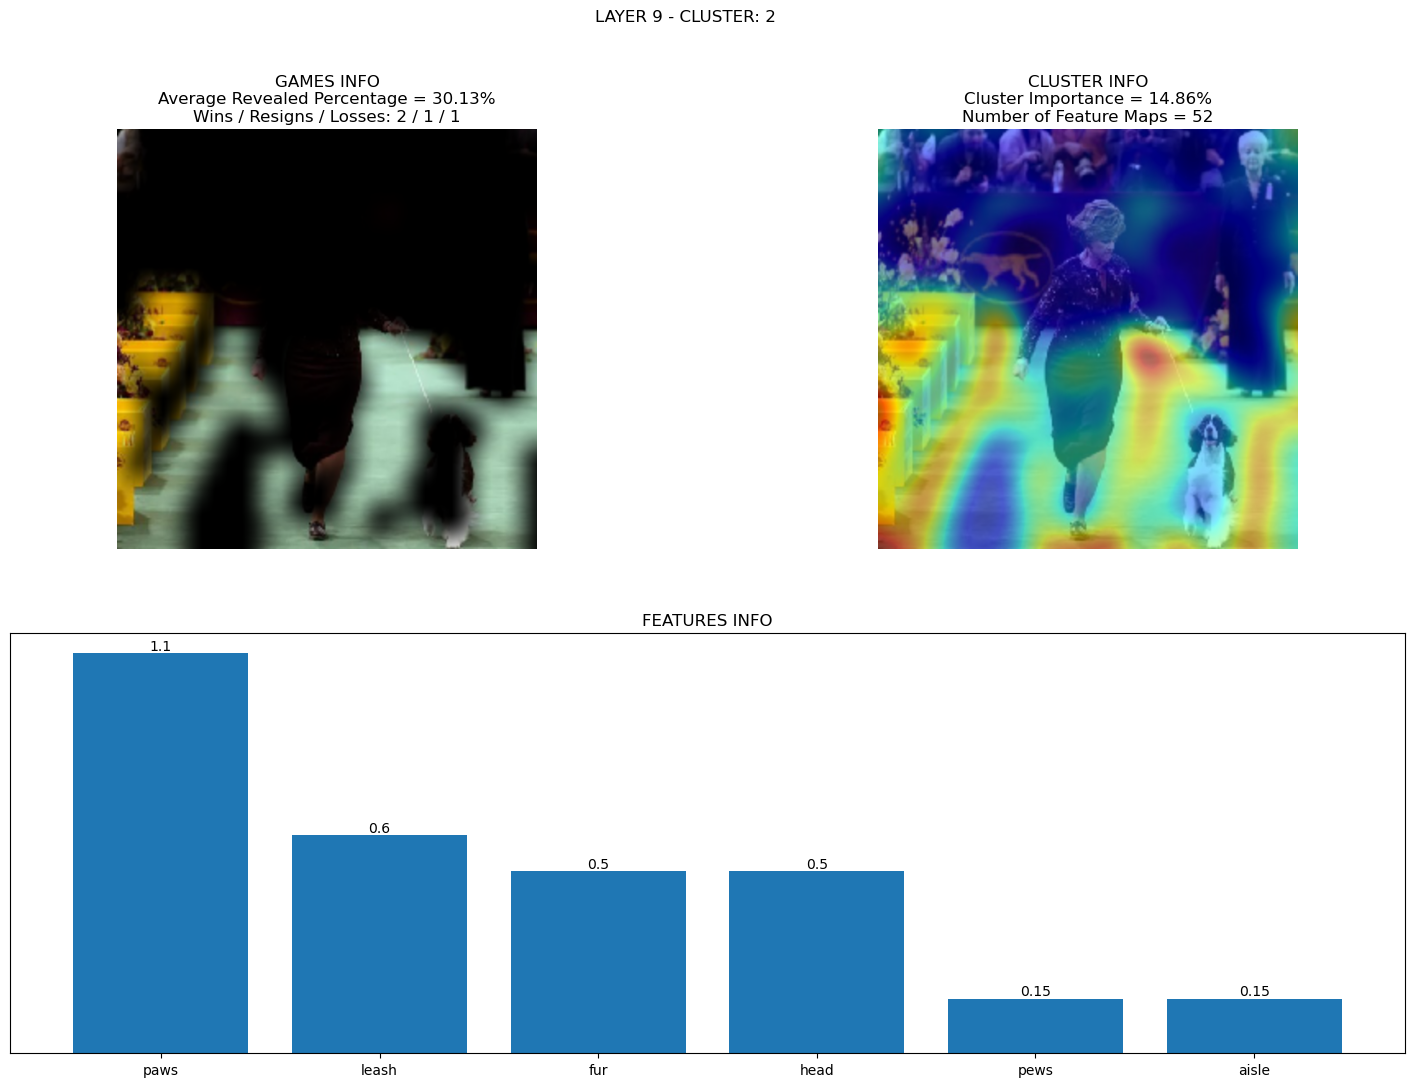 LAYER 9 - CLUSTER: 2
GAMES INFO
Average Revealed Percentage = 30.13%
Wins / Resigns / Losses: 2 / 1 / 1
CLUSTER INFO
Cluster Importance = 14.86%
Number of Feature Maps = 52
FEATURES INFO
1.1
0.6
0.5
0.5
0.15
0.15
paws
leash
fur
head
pews
aisle